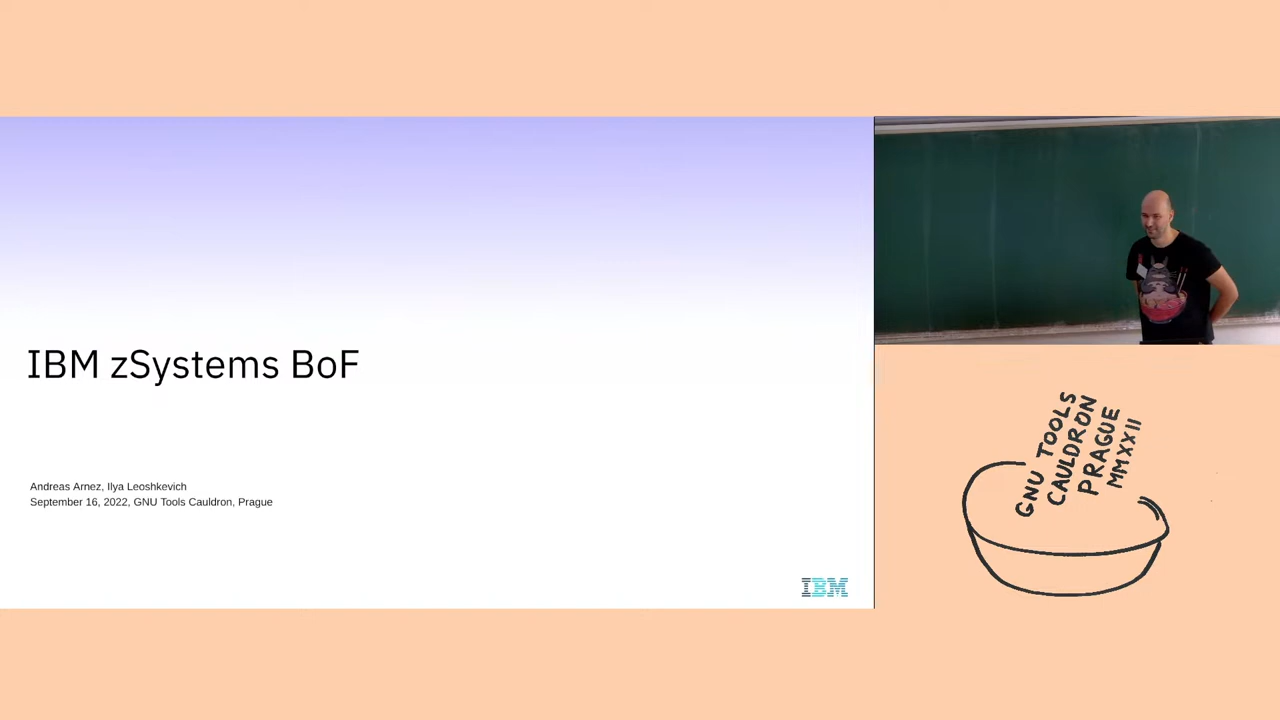 IBM zSystems BoF
Andreas Arnez, Ilya Leoshkevich
September 16, 2022, GNU Tools Cauldron, Prague
IBM
GNU TOOLS
CAULDRON
PRAGUE
MMXXII